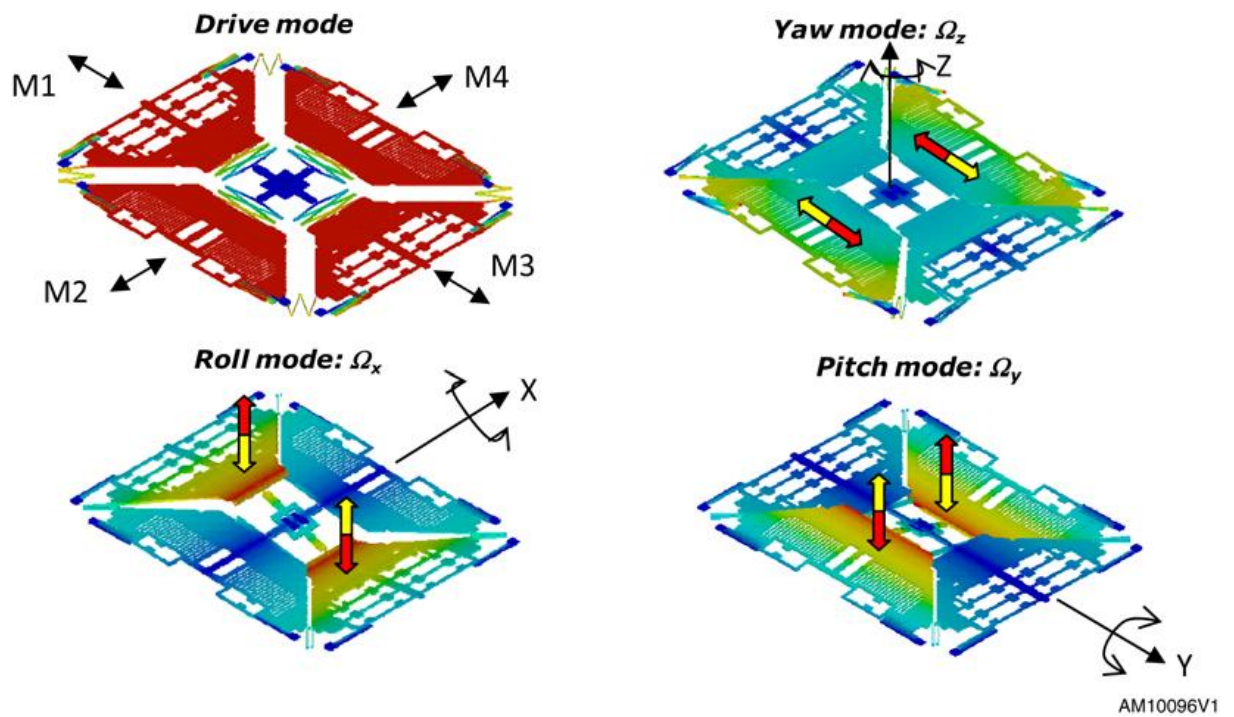 Drive mode
Yaw mode: Ωz
M1
M4
Z
M2
M3
Roll mode: Ωx
Pitch mode: Ωy
X
Y
AM10096V1